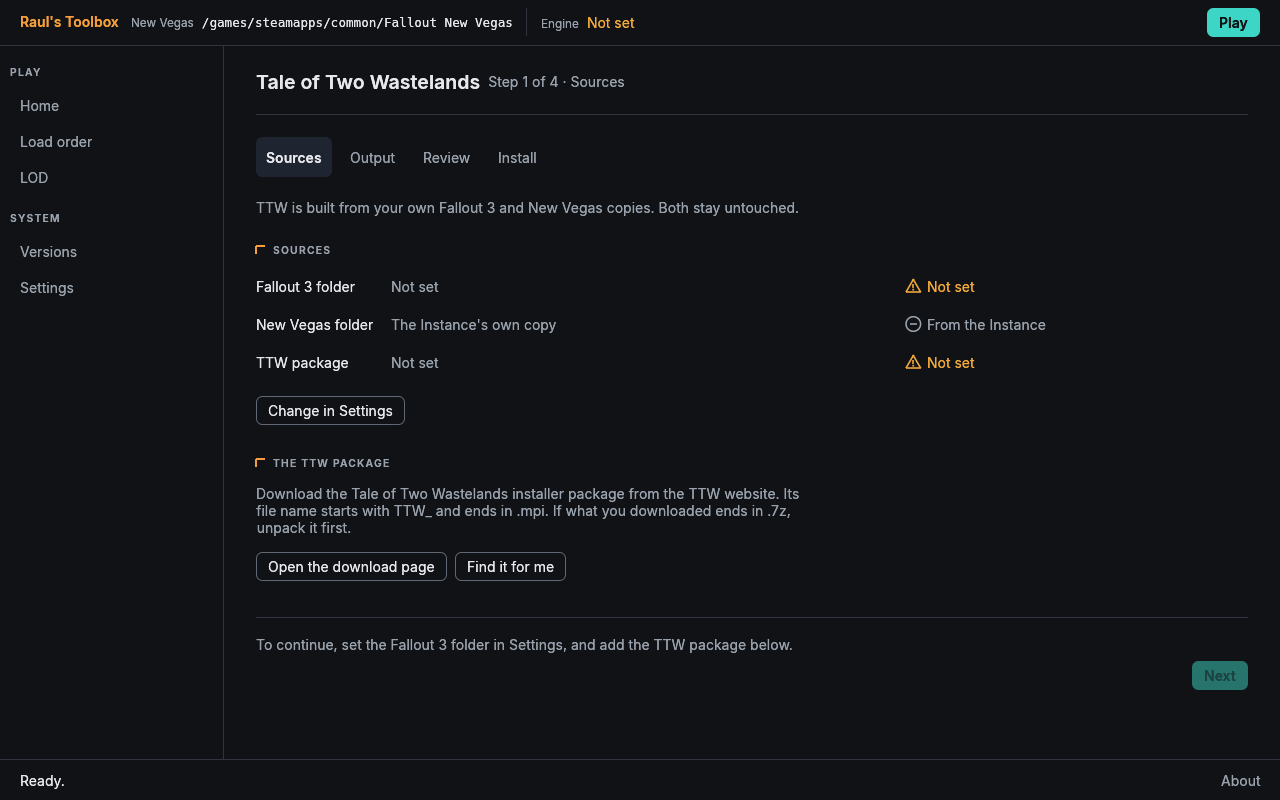 Raul's Toolbox New Vegas /games/steamapps/common/Fallout New Vegas Engine Not set Play
PLAY
Home
Load order
LOD
SYSTEM
Versions
Settings
Tale of Two Wastelands Step 1 of 4 · Sources
Sources Output Review Install
TTW is built from your own Fallout 3 and New Vegas copies. Both stay untouched.
SOURCES
Fallout 3 folder Not set Not set
New Vegas folder The Instance's own copy From the Instance
TTW package Not set Not set
Change in Settings
THE TTW PACKAGE
Download the Tale of Two Wastelands installer package from the TTW website. Its
file name starts with TTW_ and ends in .mpi. If what you downloaded ends in .7z,
unpack it first.
Open the download page Find it for me
To continue, set the Fallout 3 folder in Settings, and add the TTW package below.
Next
Ready. About